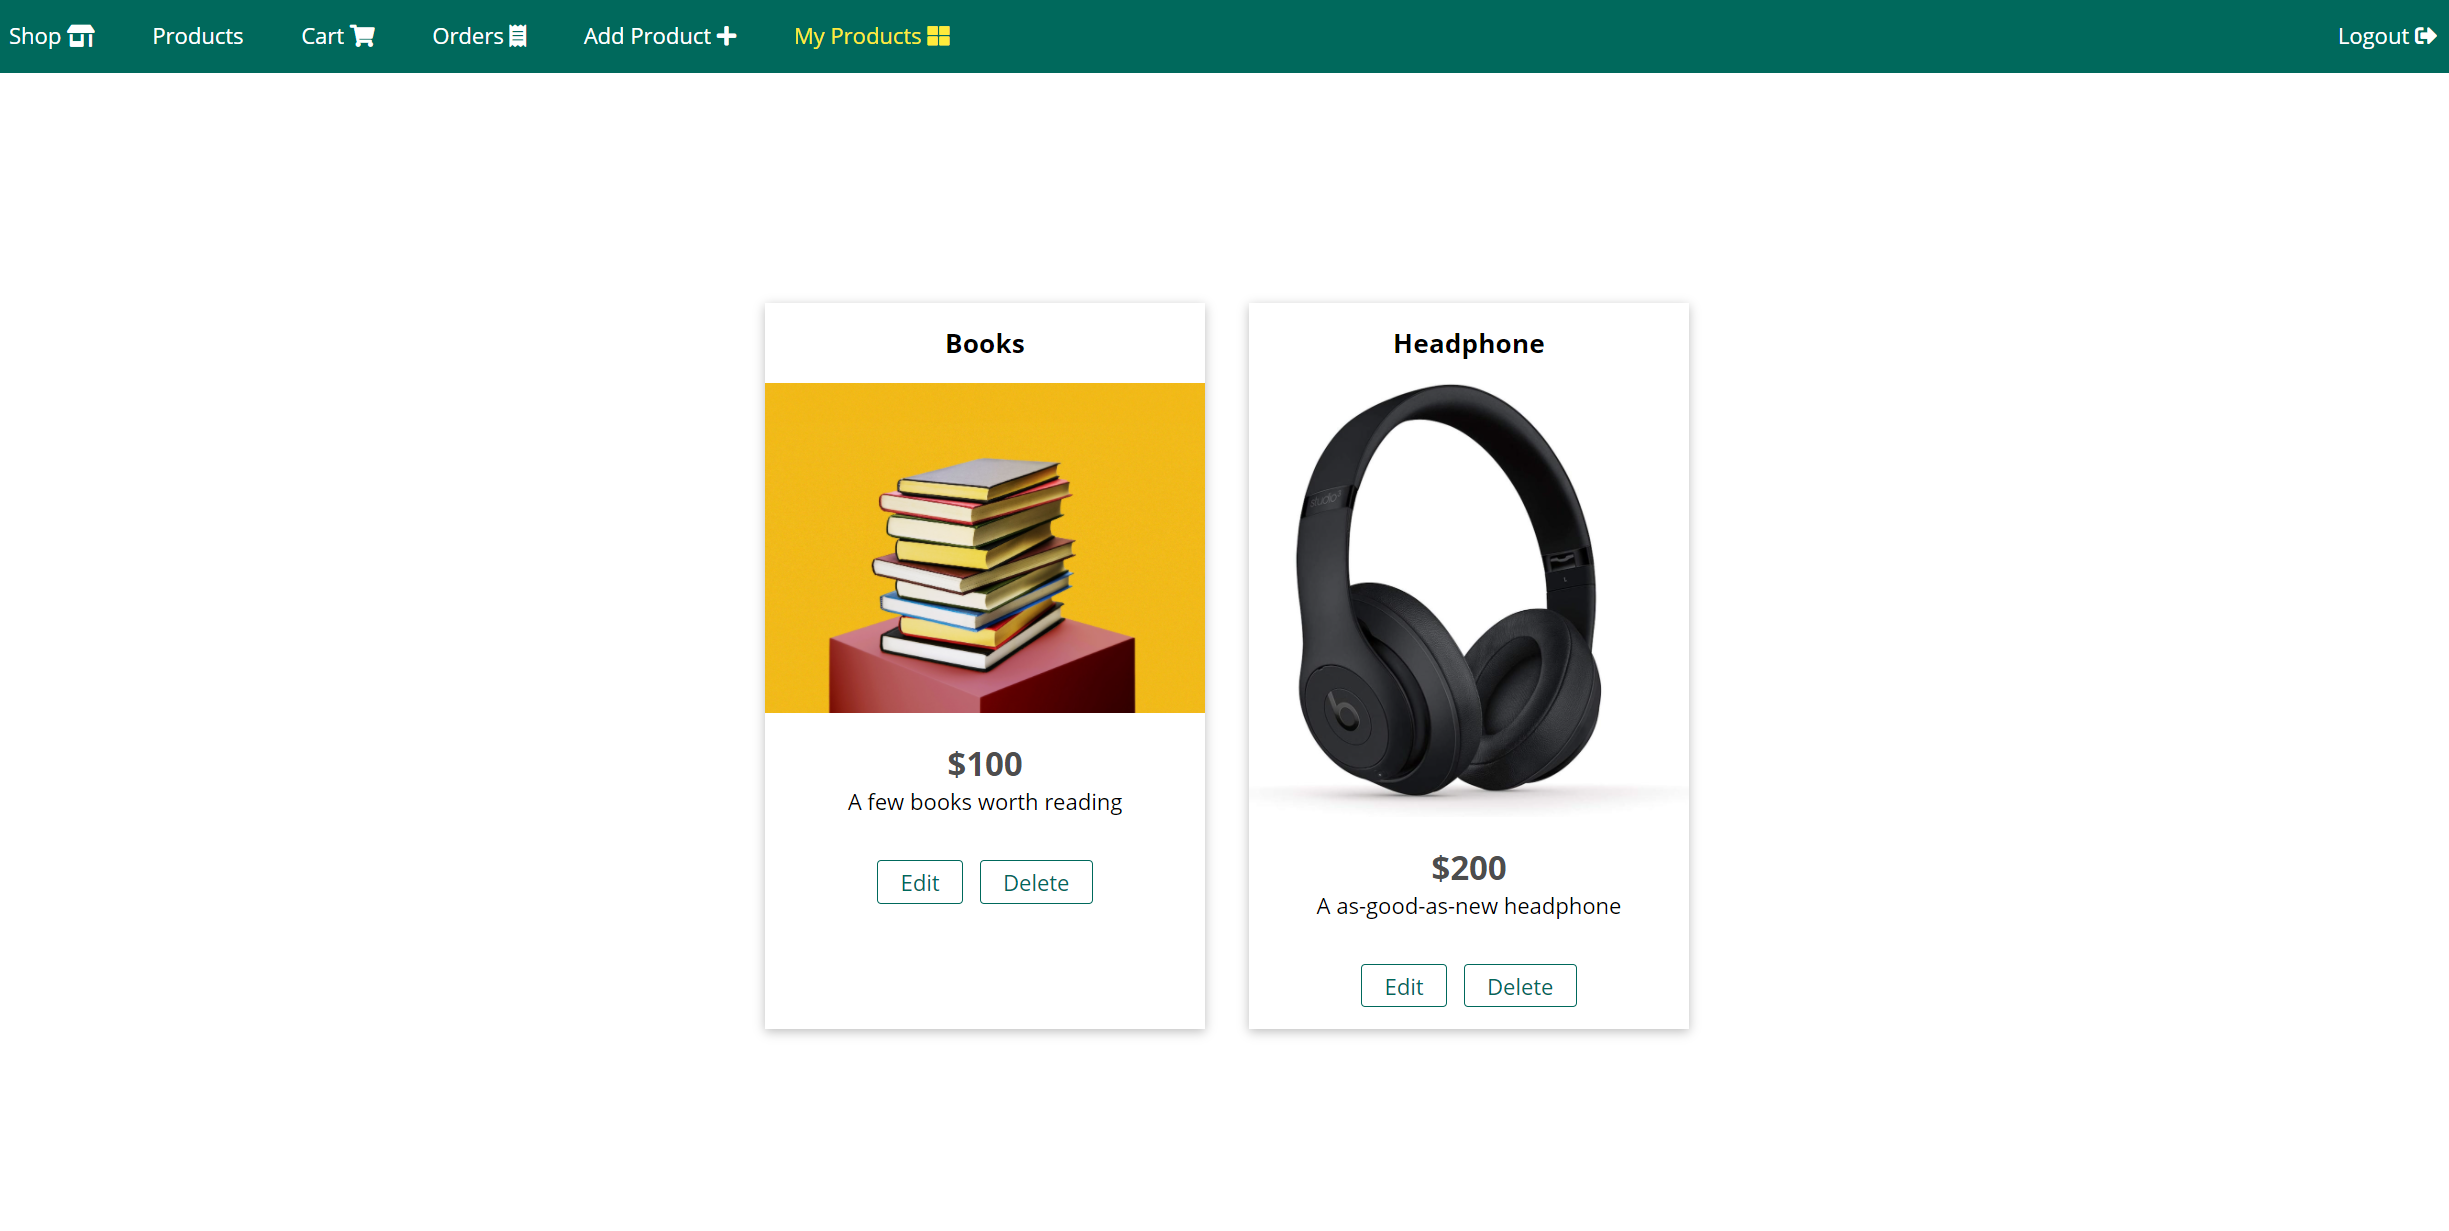 Shop Products Cart Orders Add Product My Products Logout
Books
$100
A few books worth reading
Edit Delete
Headphone
studio³
b
$200
A as-good-as-new headphone
Edit Delete